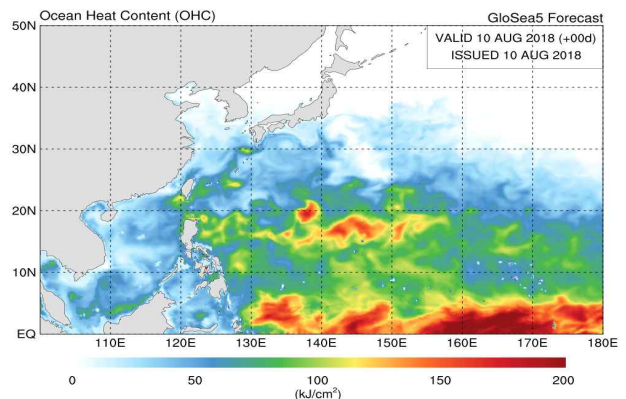 Ocean Heat Content (OHC)
GloSea5 Forecast
VALID 10 AUG 2018 (+00d)
ISSUED 10 AUG 2018
50N
40N
30N
20N
10N
EQ
110E 120E 130E 140E 150E 160E 170E 180E
0 50 100 150 200
(kJ/cm²)